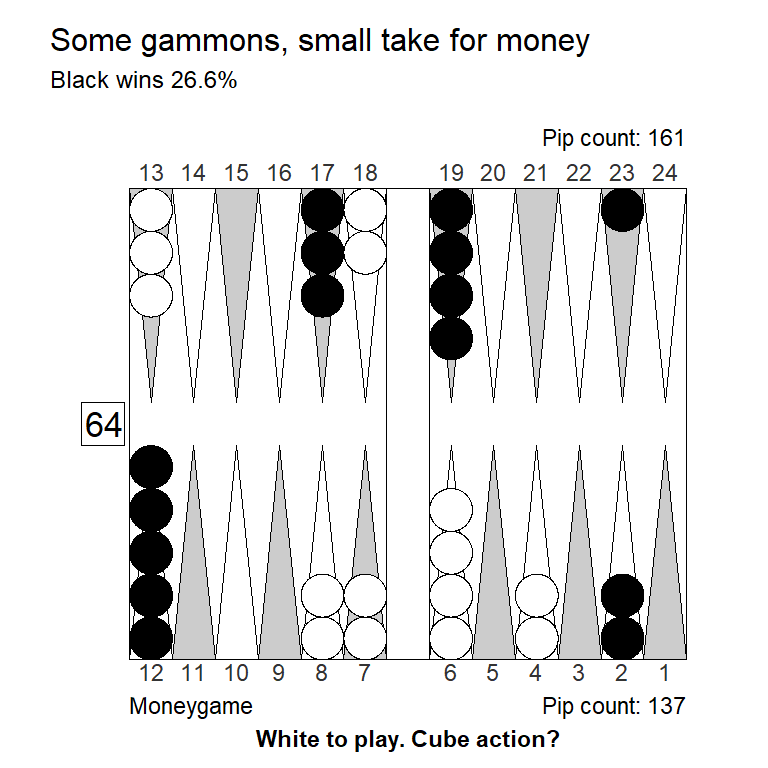 Some gammons, small take for money
Black wins 26.6%
Pip count: 161
13 14 15 16 17 18 19 20 21 22 23 24
64
12 11 10 9 8 7 6 5 4 3 2 1
Moneygame Pip count: 137
White to play. Cube action?